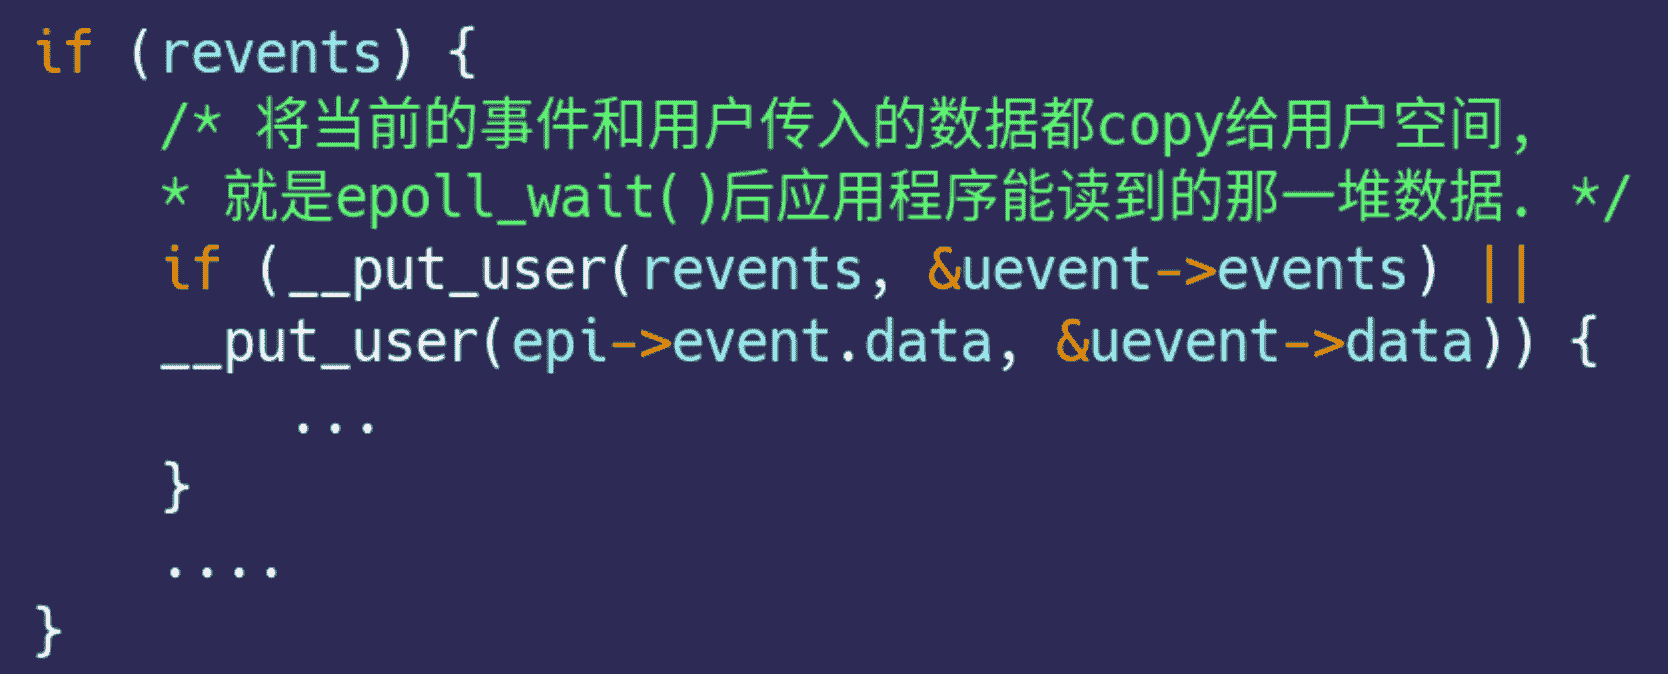 if (revents) {
/* 将当前的事件和用户传入的数据都copy给用户空间,
* 就是epoll_wait()后应用程序能读到的那一堆数据. */
if (__put_user(revents, &uevent->events) ||
__put_user(epi->event.data, &uevent->data)) {
...
}
....
}